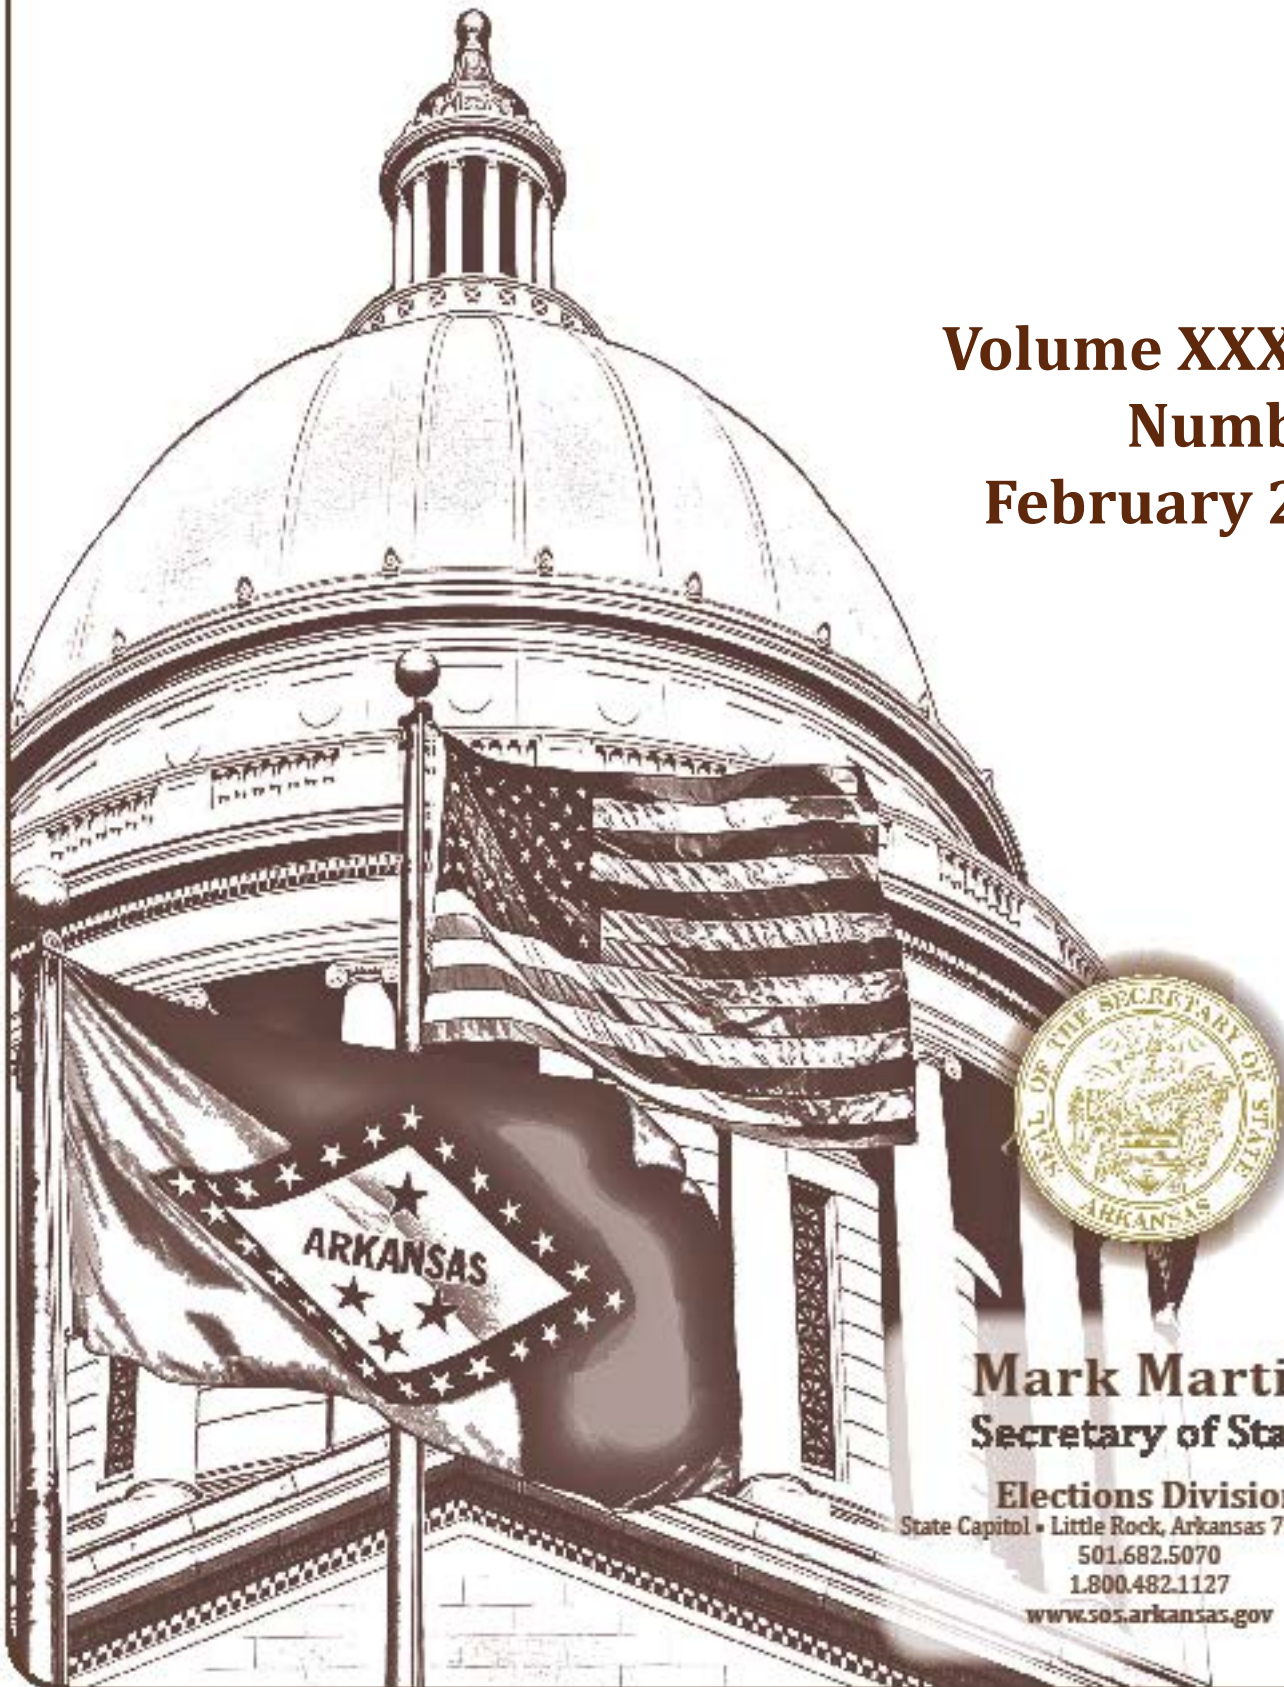 Volume XXX
Numb
February 2
SEAL OF THE SECRETARY OF STATE
ARKANSAS
ARKANSAS
Mark Marti
Secretary of Sta
Elections Division
State Capitol • Little Rock, Arkansas 7
501.682.5070
1.800.482.1127
www.sos.arkansas.gov